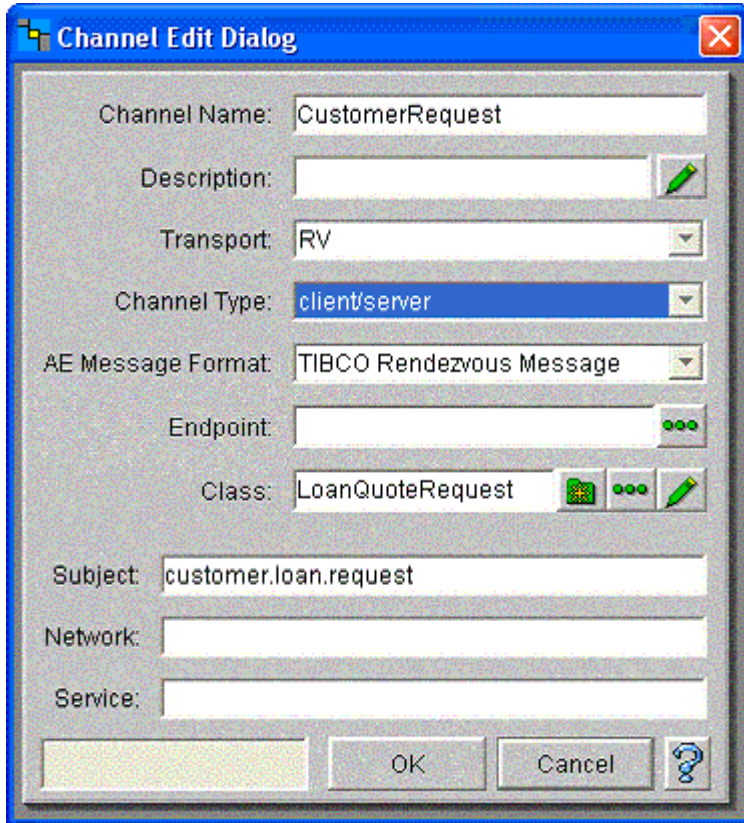 Channel Edit Dialog
Channel Name: CustomerRequest
Description:
Transport: RV
Channel Type: client/server
AE Message Format: TIBCO Rendezvous Message
Endpoint:
Class: LoanQuoteRequest
Subject: customer.loan.request
Network:
Service:
OK Cancel ?